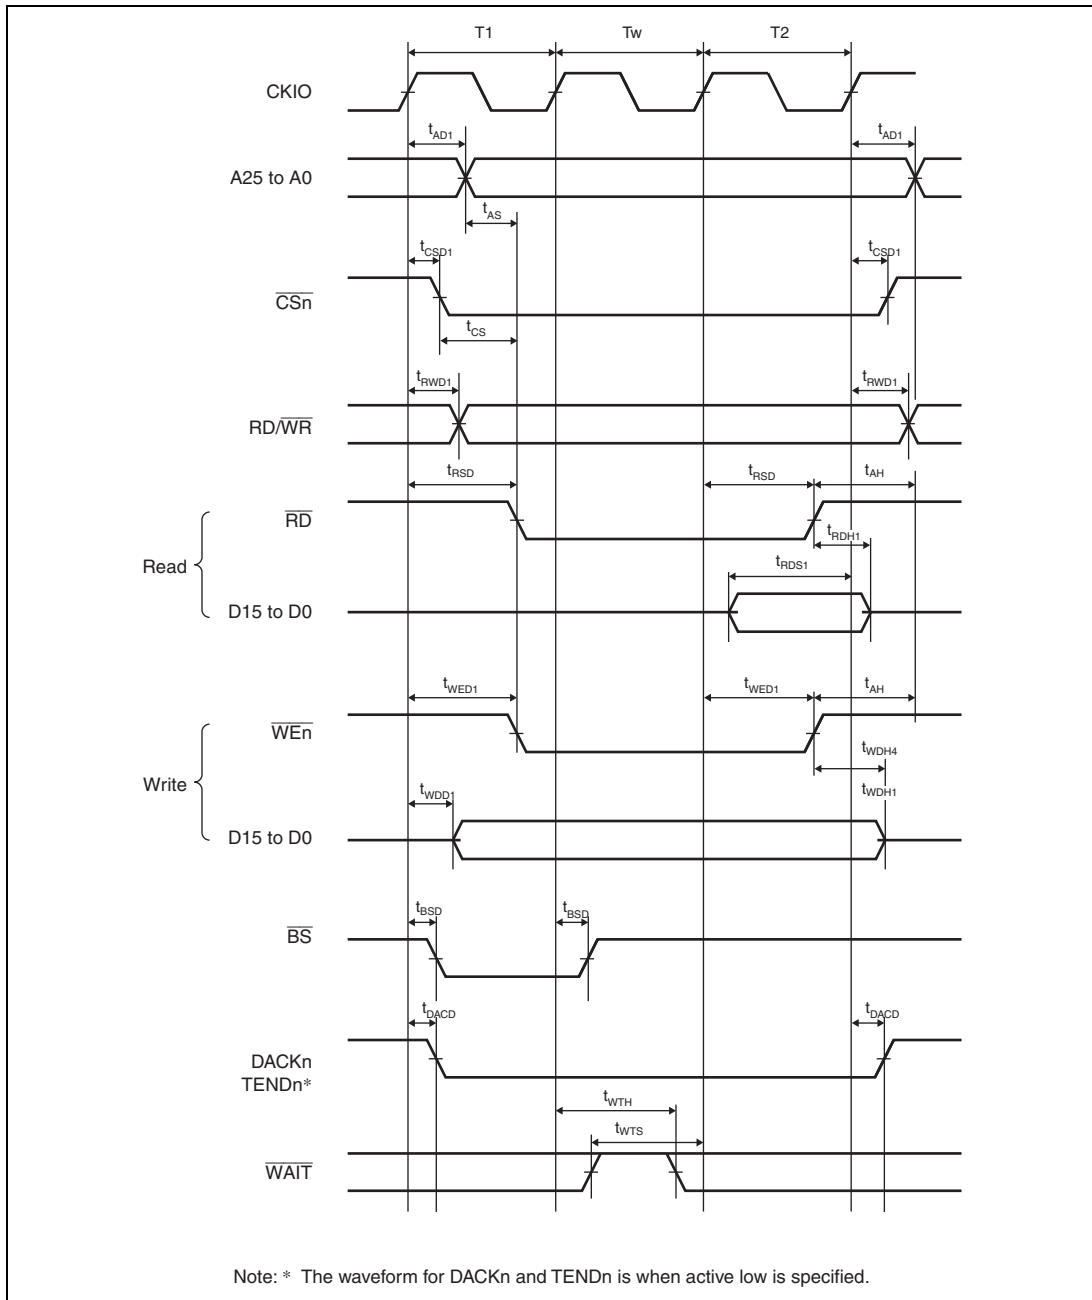 T1 Tw T2
CKIO
tAD1 tAD1
A25 to A0
tAS
tCSD1 tCSD1
CSn
tCS
tRWD1 tRWD1
RD/WR
tRSD tRSD tAH
RD
tRDH1
Read
tRDS1
D15 to D0
tWED1 tWED1 tAH
WEn
tWDH4
Write
tWDD1 tWDH1
D15 to D0
tBSD tBSD
BS
tDACD tDACD
DACKn
TENDn*
tWTH
tWTS
WAIT
Note: * The waveform for DACKn and TENDn is when active low is specified.